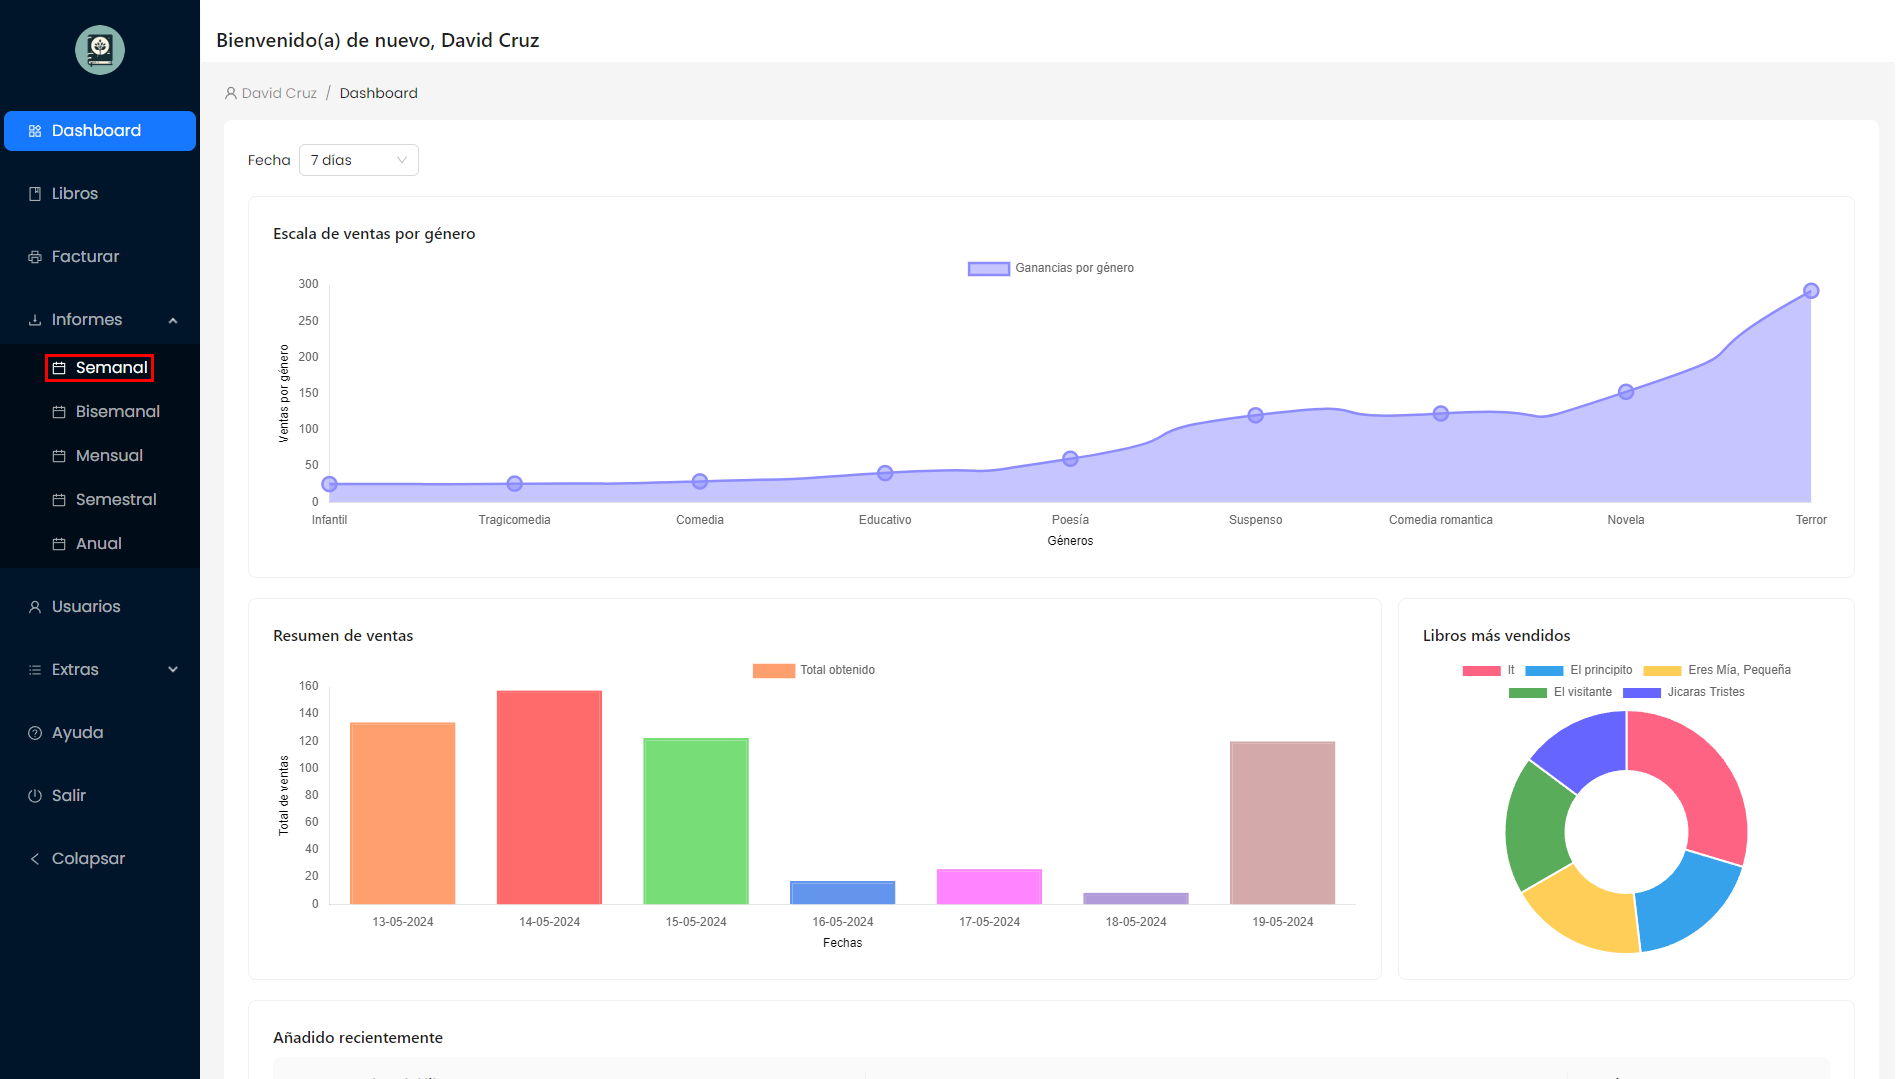 Bienvenido(a) de nuevo, David Cruz
David Cruz / Dashboard
Dashboard
Libros
Facturar
Informes
Semanal
Bisemanal
Mensual
Semestral
Anual
Usuarios
Extras
Ayuda
Salir
Colapsar
Fecha 7 días
Escala de ventas por género
Ganancias por género
Ventas por género
300
250
200
150
100
50
0
Infantil Tragicomedia Comedia Educativo Poesía Suspenso Comedia romantica Novela Terror
Géneros
Resumen de ventas
Total obtenido
Total de ventas
160
140
120
100
80
60
40
20
0
13-05-2024 14-05-2024 15-05-2024 16-05-2024 17-05-2024 18-05-2024 19-05-2024
Fechas
Libros más vendidos
It El principito Eres Mía, Pequeña
El visitante Jicaras Tristes
Añadido recientemente